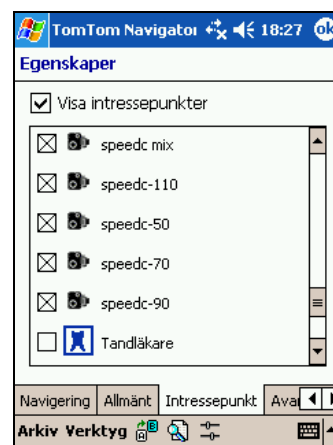 TomTom Navigator 18:27 ok
Egenskaper
Visa intressepunkter
speedc mix
speedc-110
speedc-50
speedc-70
speedc-90
Tandläkare
Navigering Allmänt Intressepunkt Ava
Arkiv Verktyg